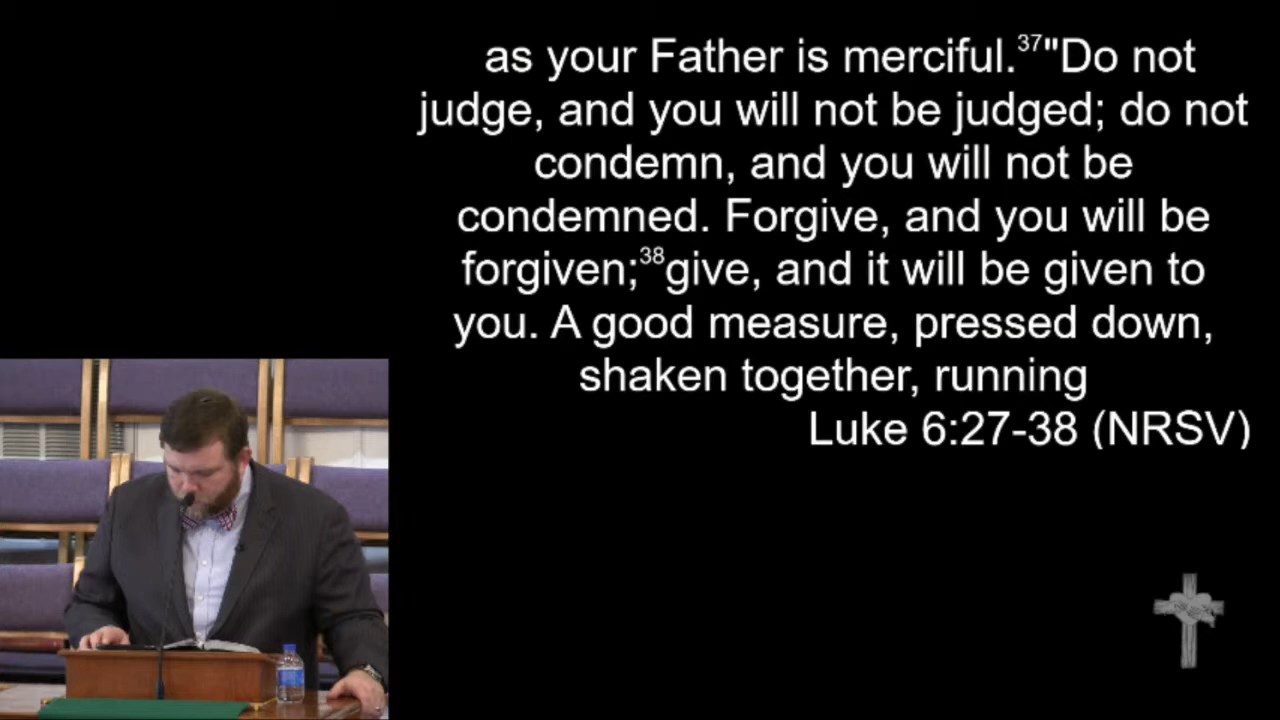 as your Father is merciful.³⁷"Do not
judge, and you will not be judged; do not
condemn, and you will not be
condemned. Forgive, and you will be
forgiven;³⁸give, and it will be given to
you. A good measure, pressed down,
shaken together, running
Luke 6:27-38 (NRSV)